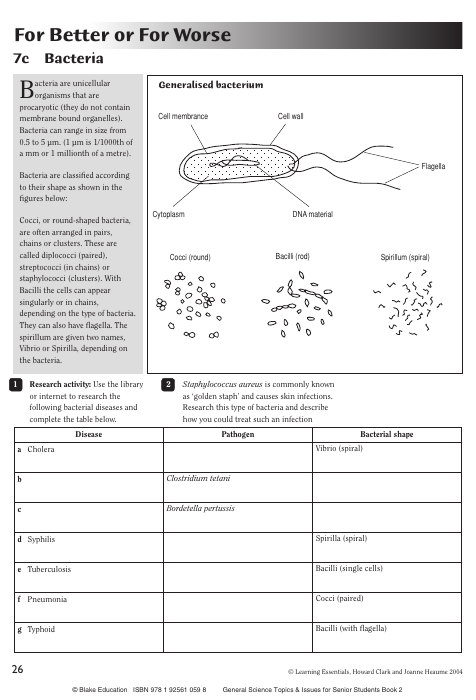 For Better or For Worse
7c Bacteria
Bacteria are unicellular
organisms that are
procaryotic (they do not contain
membrane bound organelles).
Bacteria can range in size from
0.5 to 5 µm. (1 µm is 1/1000th of
a mm or 1 millionth of a metre).
Bacteria are classified according
to their shape as shown in the
figures below:
Cocci, or round-shaped bacteria,
are often arranged in pairs,
chains or clusters. These are
called diplococci (paired),
streptococci (in chains) or
staphylococci (clusters). With
Bacilli the cells can appear
singularly or in chains,
depending on the type of bacteria.
They can also have flagella. The
spirillum are given two names,
Vibrio or Spirilla, depending on
the bacteria.
Generalised bacterium
Cell membrane
Cell wall
Flagella
Cytoplasm
DNA material
Cocci (round)
Bacilli (rod)
Spirillum (spiral)
1 Research activity: Use the library
or internet to research the
following bacterial diseases and
complete the table below.
2 Staphylococcus aureus is commonly known
as 'golden staph' and causes skin infections.
Research this type of bacteria and describe
how you could treat such an infection
Disease Pathogen Bacterial shape
a Cholera Vibrio (spiral)
b Clostridium tetani
c Bordetella pertussis
d Syphilis Spirilla (spiral)
e Tuberculosis Bacilli (single cells)
f Pneumonia Cocci (paired)
g Typhoid Bacilli (with flagella)
26
© Learning Essentials, Howard Clark and Joanne Heaume 2004
© Blake Education ISBN 978 1 92561 059 8 General Science Topics & Issues for Senior Students Book 2